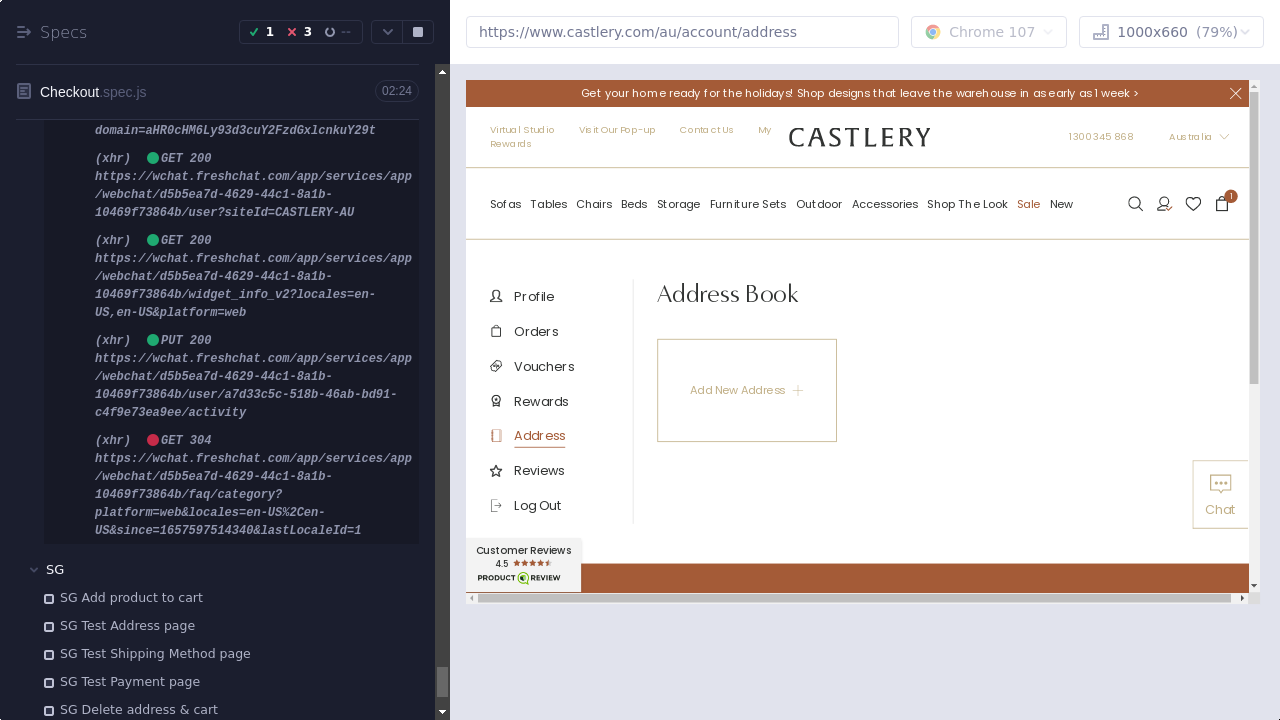 Specs
1
3
--
Checkout.spec.js
02:24
domain=aHR0cHM6Ly93d3cuY2FzdGxlcnkuY29t
(xhr) GET 200
https://wchat.freshchat.com/app/services/app
/webchat/d5b5ea7d-4629-44c1-8a1b-
10469f73864b/user?siteId=CASTLERY-AU
(xhr) GET 200
https://wchat.freshchat.com/app/services/app
/webchat/d5b5ea7d-4629-44c1-8a1b-
10469f73864b/widget_info_v2?locales=en-
US,en-US&platform=web
(xhr) PUT 200
https://wchat.freshchat.com/app/services/app
/webchat/d5b5ea7d-4629-44c1-8a1b-
10469f73864b/user/a7d33c5c-518b-46ab-bd91-
c4f9e73ea9ee/activity
(xhr) GET 304
https://wchat.freshchat.com/app/services/app
/webchat/d5b5ea7d-4629-44c1-8a1b-
10469f73864b/faq/category?
platform=web&locales=en-US%2Cen-
US&since=1657597514340&lastLocaleId=1
SG
SG Add product to cart
SG Test Address page
SG Test Shipping Method page
SG Test Payment page
SG Delete address & cart
https://www.castlery.com/au/account/address
Chrome 107
1000x660 (79%)
Get your home ready for the holidays! Shop designs that leave the warehouse in as early as 1 week >
Virtual Studio Visit Our Pop-up Contact Us My
Rewards
CASTLERY
1300 345 868
Australia
Sofas Tables Chairs Beds Storage Furniture Sets Outdoor Accessories Shop The Look Sale New
1
Profile
Orders
Vouchers
Rewards
Address
Reviews
Log Out
Address Book
Add New Address
Chat
Customer Reviews
4.5
PRODUCT REVIEW